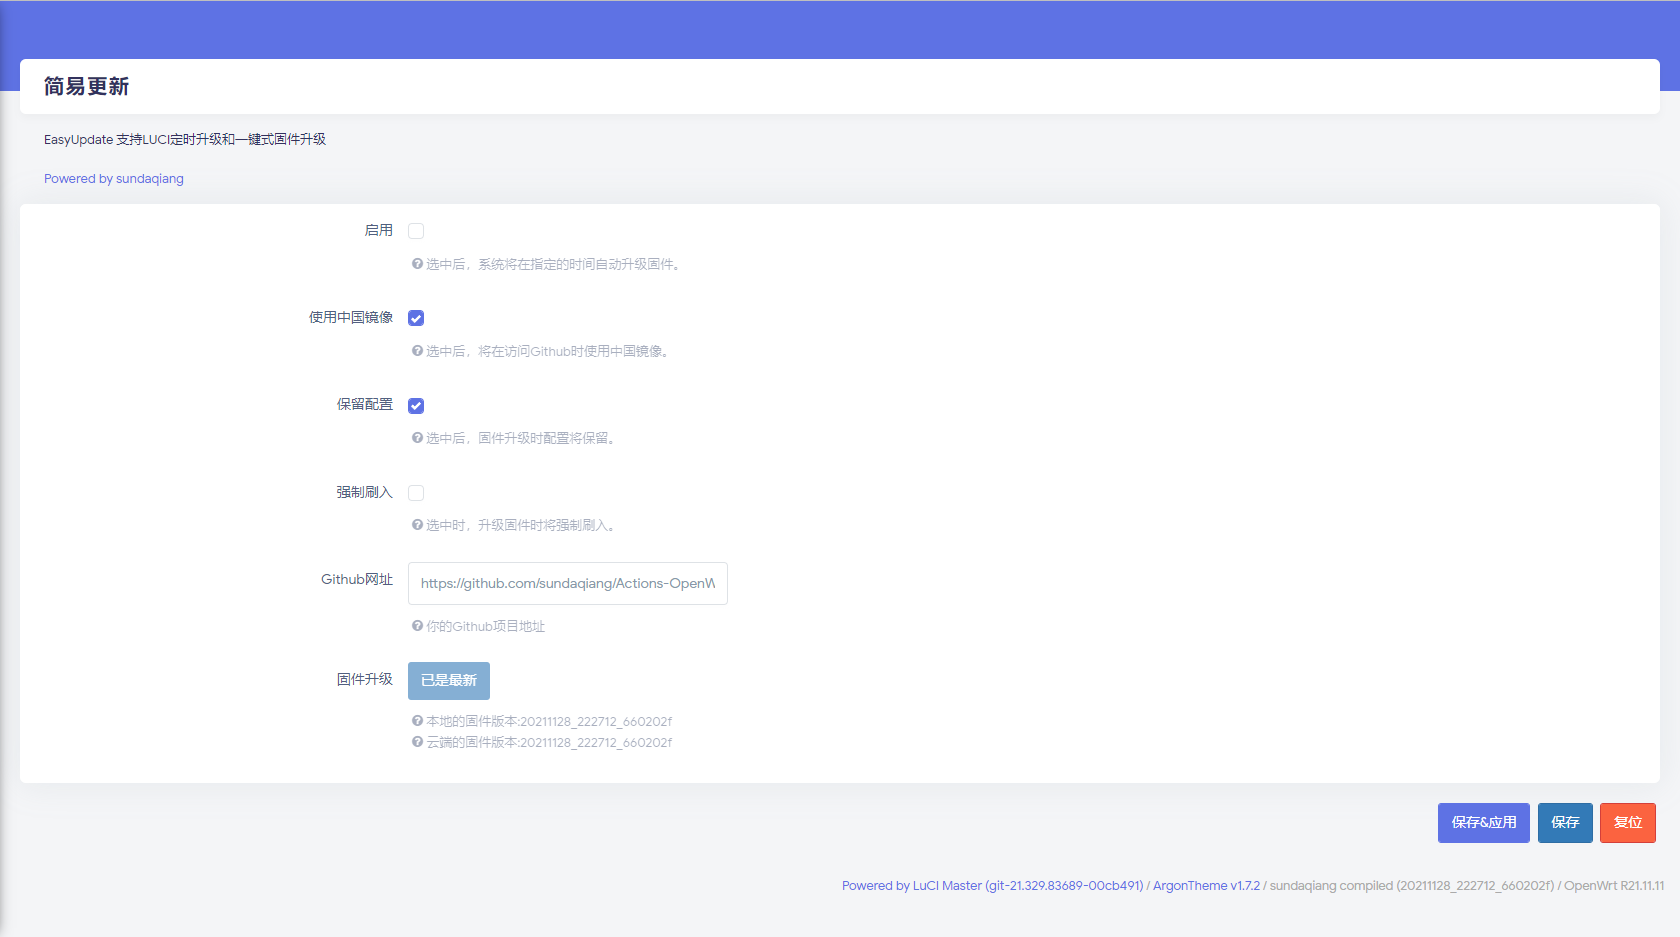 简易更新
EasyUpdate 支持LUCI定时升级和一键式固件升级
Powered by sundaqiang
启用
选中后，系统将在指定的时间自动升级固件。
使用中国镜像
选中后，将在访问Github时使用中国镜像。
保留配置
选中后，固件升级时配置将保留。
强制刷入
选中时，升级固件时将强制刷入。
Github网址
https://github.com/sundaqiang/Actions-OpenW
你的Github项目地址
固件升级
已是最新
本地的固件版本:20211128_222712_660202f
云端的固件版本:20211128_222712_660202f
保存&应用
保存
复位
Powered by LuCI Master (git-21.329.83689-00cb491) / ArgonTheme v1.7.2 / sundaqiang compiled (20211128_222712_660202f) / OpenWrt R21.11.11